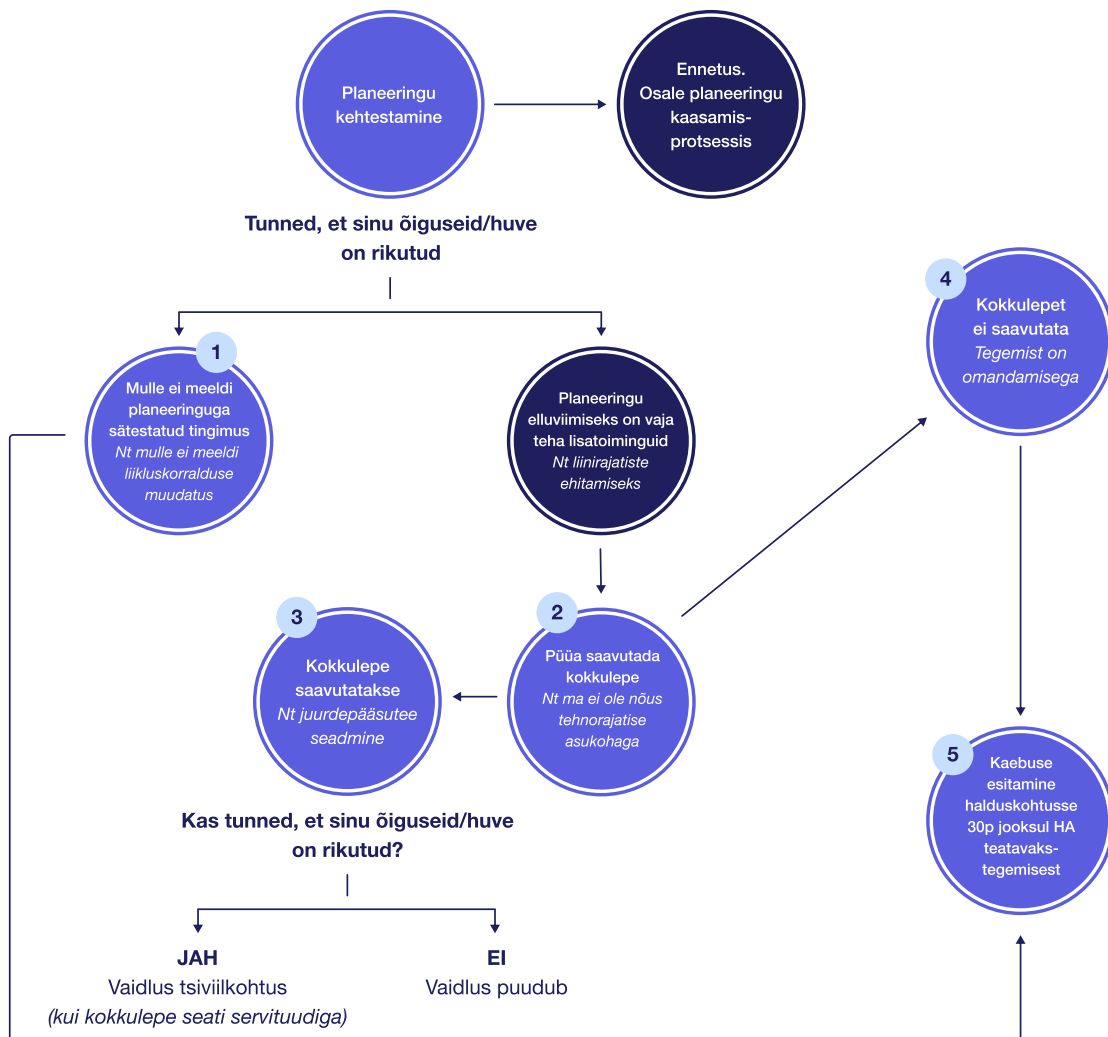 Planeeringu
kehtestamine
Ennetus.
Osale planeeringu
kaasamis-
protsessis
Tunned, et sinu õiguseid/huve
on rikutud
1
Mulle ei meeldi
planeeringuga
sätestatud tingimus
Nt mulle ei meeldi
liikluskorralduse
muudatus
Planeeringu
elluviimiseks on vaja
teha lisatoiminguid
Nt liinirajatiste
ehitamiseks
4
Kokkulepet
ei saavutata
Tegemist on
omandamisega
3
Kokkulepe
saavutatakse
Nt juurdepääsutee
seadmine
2
Püüa saavutada
kokkulepe
Nt ma ei ole nõus
tehnorajatise
asukohaga
5
Kaebuse
esitamine
halduskohtusse
30p jooksul HA
teatavaks-
tegemisest
Kas tunned, et sinu õiguseid/huve
on rikutud?
JAH
Vaidlus tsiviilkohtus
(kui kokkulepe seati servituudiga)
EI
Vaidlus puudub